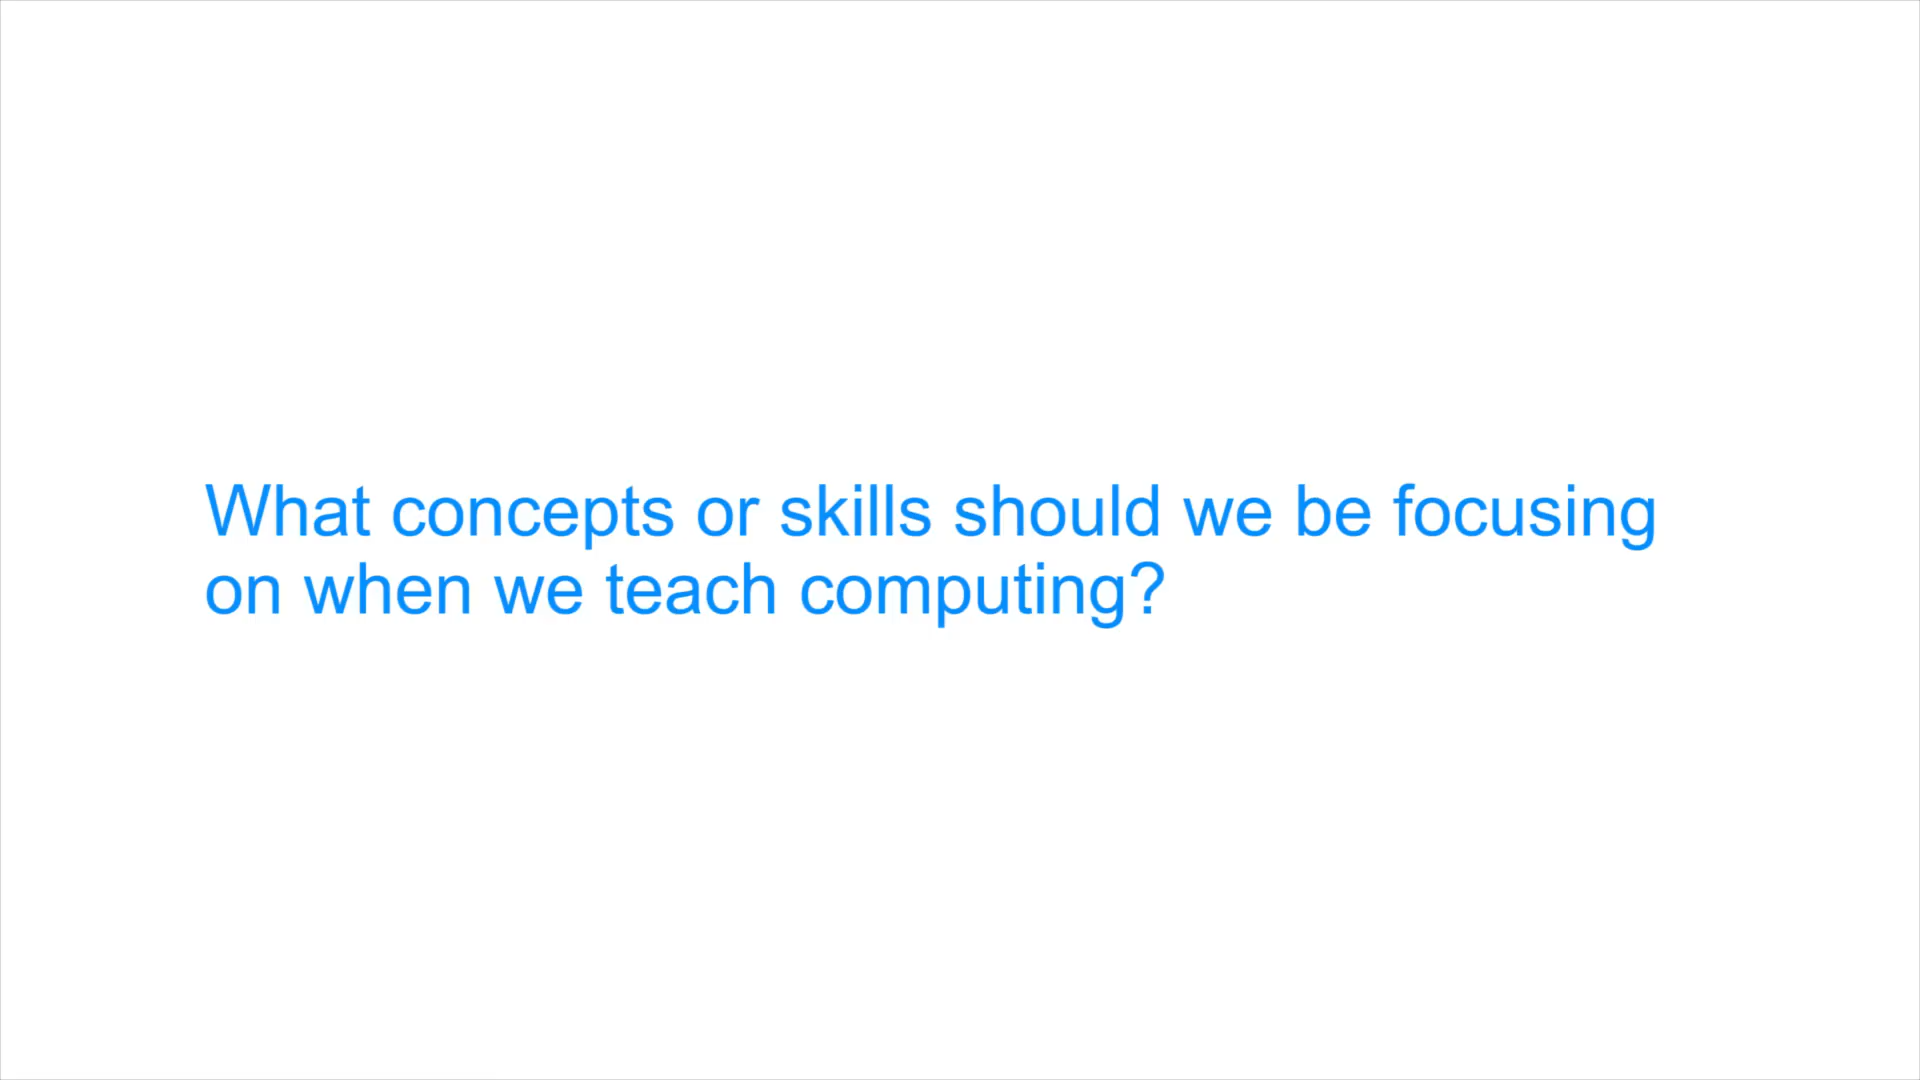 What concepts or skills should we be focusing
on when we teach computing?